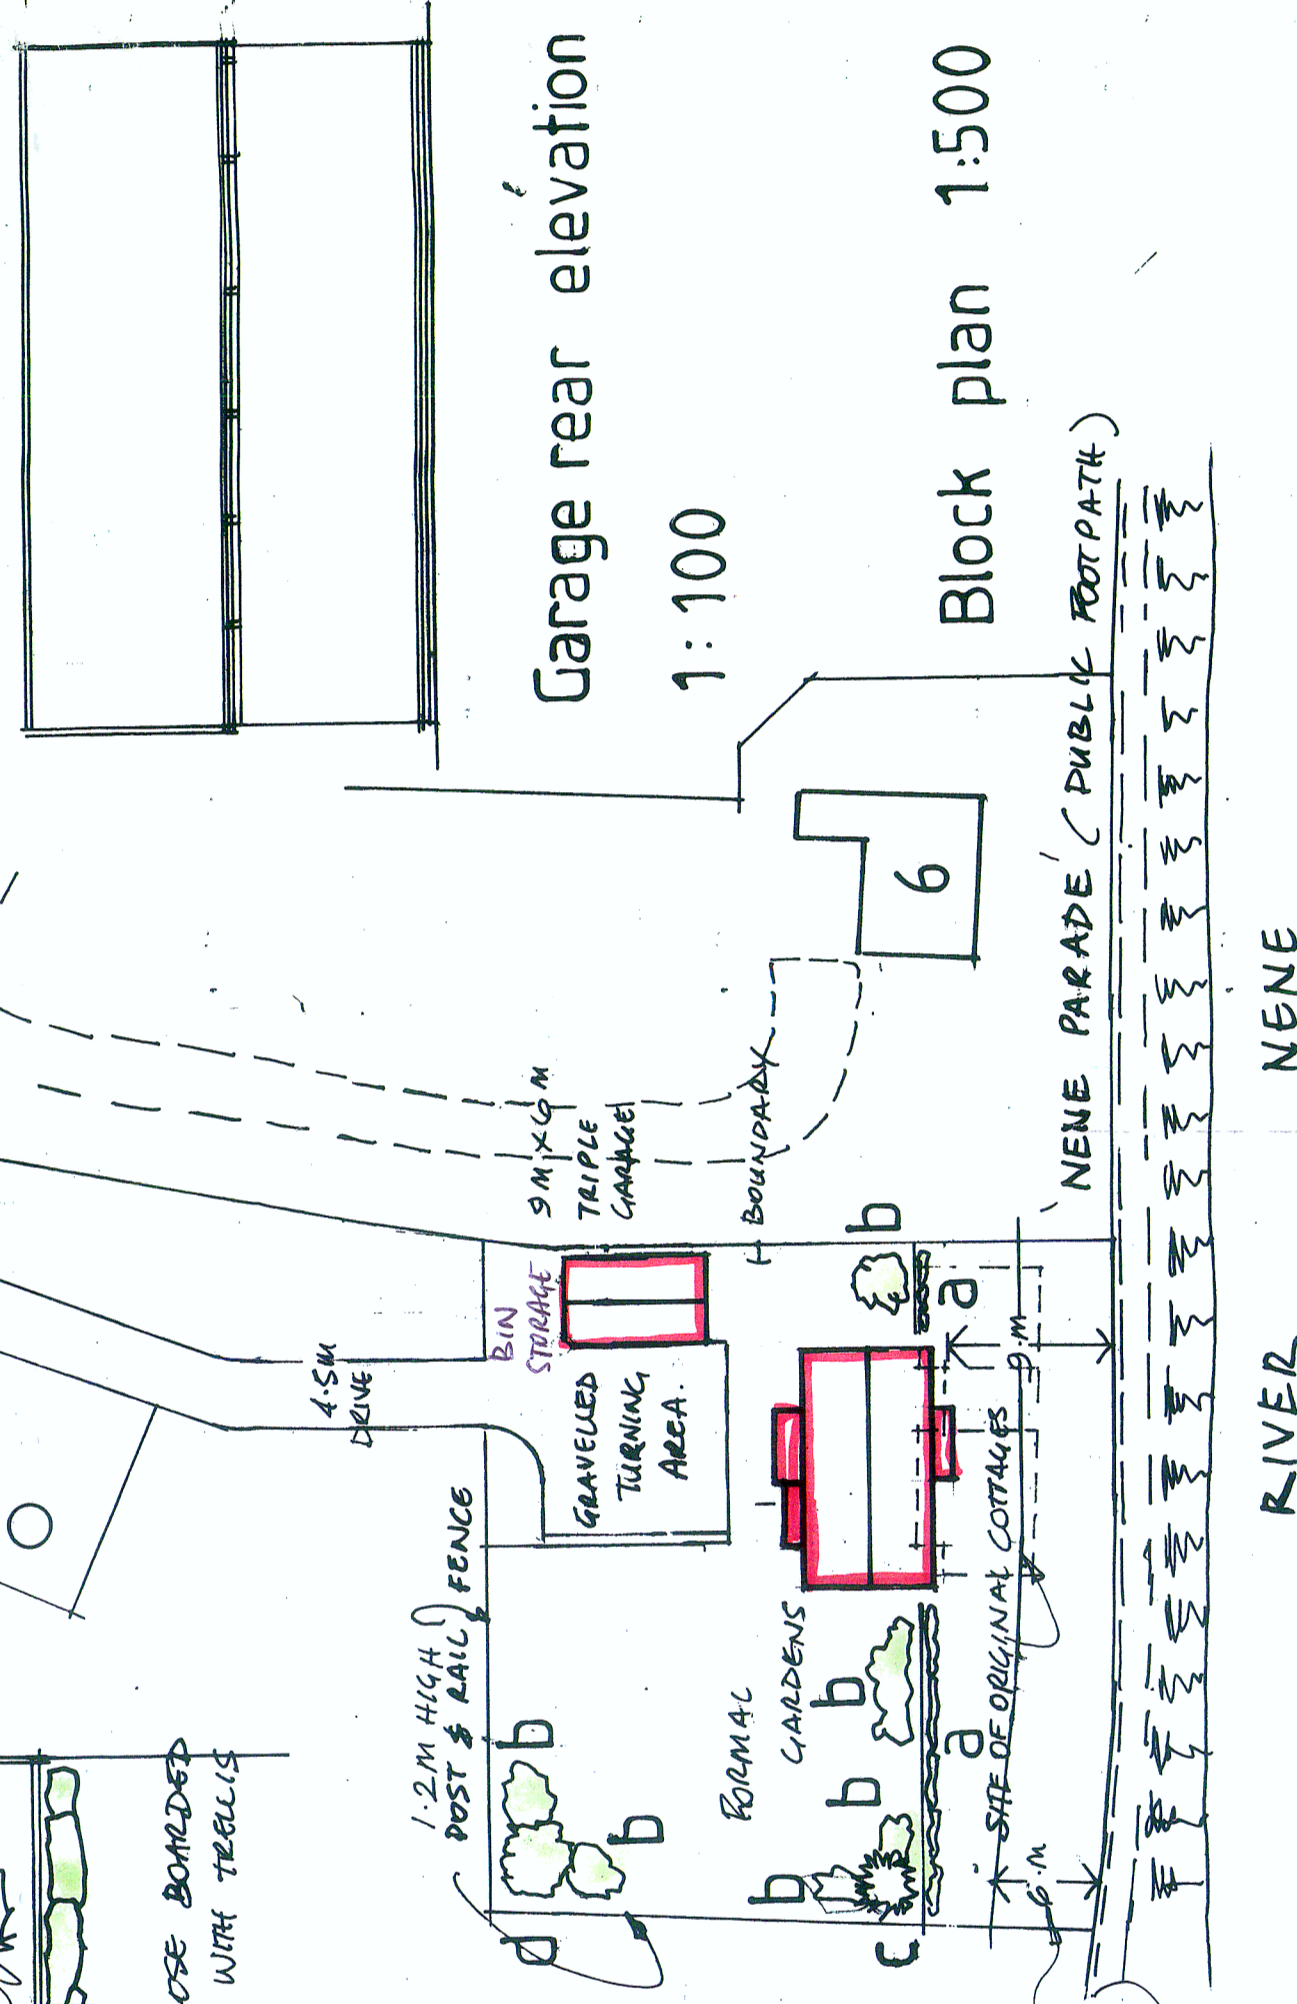 Garage rear elevation
1:100
Block plan 1:500
6
'NENE PARADE' (PUBLIC FOOTPATH)
RIVER NENE
9M X 6M
TRIPLE
GARAGE
BOUNDARY
BIN
STORAGE
4.5M
DRIVE
GRAVELLED
TURNING
AREA.
1.2M HIGH
POST & RAIL FENCE
FORMAL
GARDENS
SITE OF ORIGINAL COTTAGES
9.M
6.M
a
a
b
b
b
b
b
b
c
d
OSE BOARDED
WITH TRELLIS